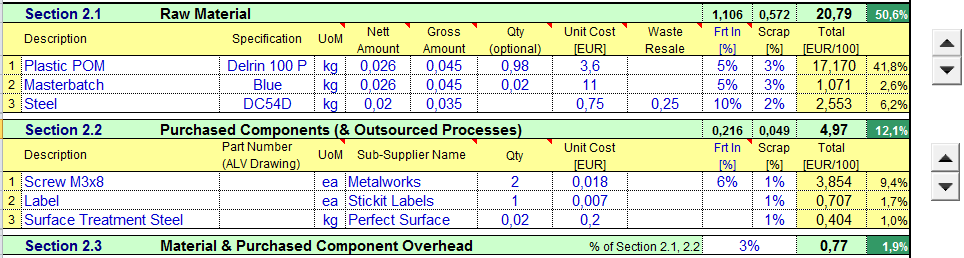 Section 2.1 Raw Material 1,106 0,572 20,79 50,6%
Description Specification UoM Nett Amount Gross Amount Qty (optional) Unit Cost [EUR] Waste Resale Frt In [%] Scrap [%] Total [EUR/100]
1 Plastic POM Delrin 100 P kg 0,026 0,045 0,98 3,6 5% 3% 17,170 41,8%
2 Masterbatch Blue kg 0,026 0,045 0,02 11 5% 3% 1,071 2,6%
3 Steel DC54D kg 0,02 0,035 0,75 0,25 10% 2% 2,553 6,2%
Section 2.2 Purchased Components (& Outsourced Processes) 0,216 0,049 4,97 12,1%
Description Part Number (ALV Drawing) UoM Sub-Supplier Name Qty Unit Cost [EUR] Frt In [%] Scrap [%] Total [EUR/100]
1 Screw M3x8 ea Metalworks 2 0,018 6% 1% 3,854 9,4%
2 Label ea Stickit Labels 1 0,007 1% 0,707 1,7%
3 Surface Treatment Steel kg Perfect Surface 0,02 0,2 1% 0,404 1,0%
Section 2.3 Material & Purchased Component Overhead % of Section 2.1, 2.2 3% 0,77 1,9%